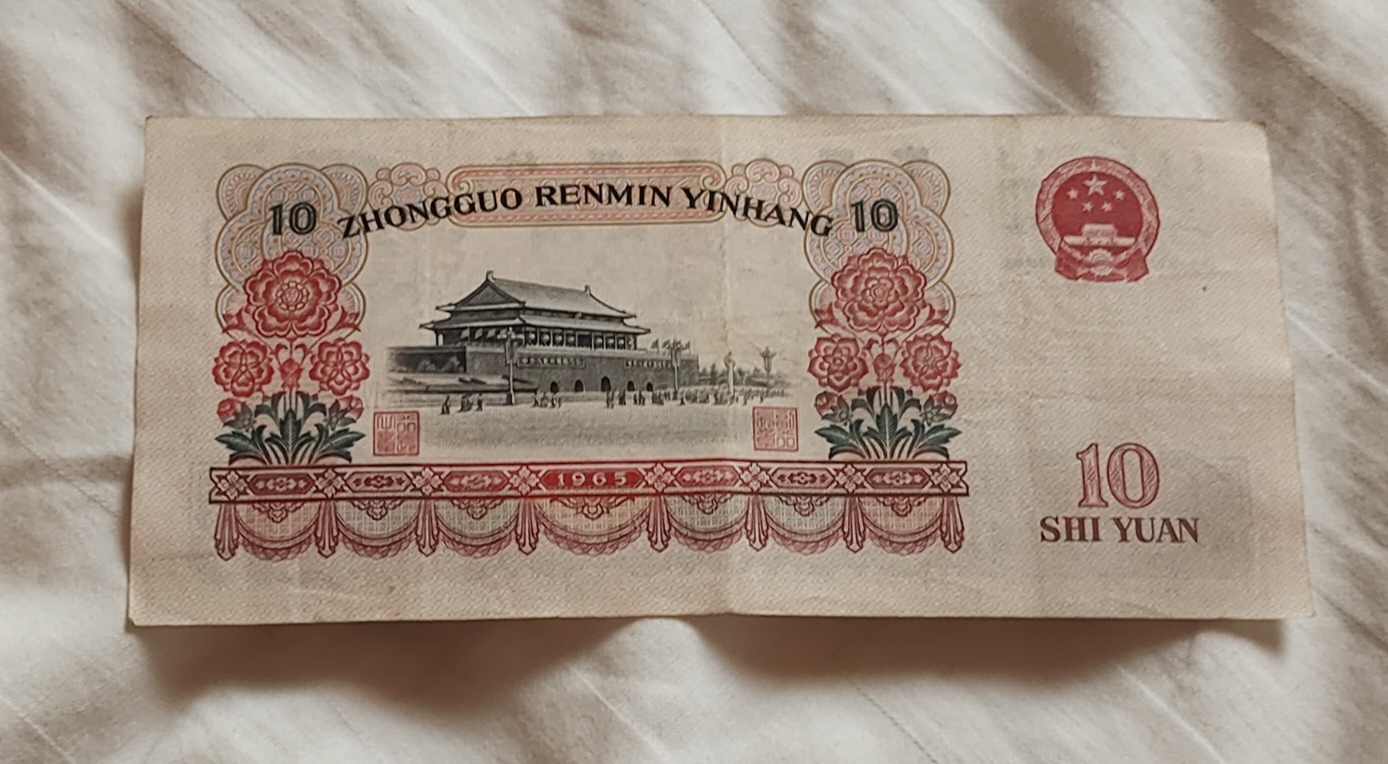 10 ZHONGGUO RENMIN YINHANG 10
1965
10
SHI YUAN